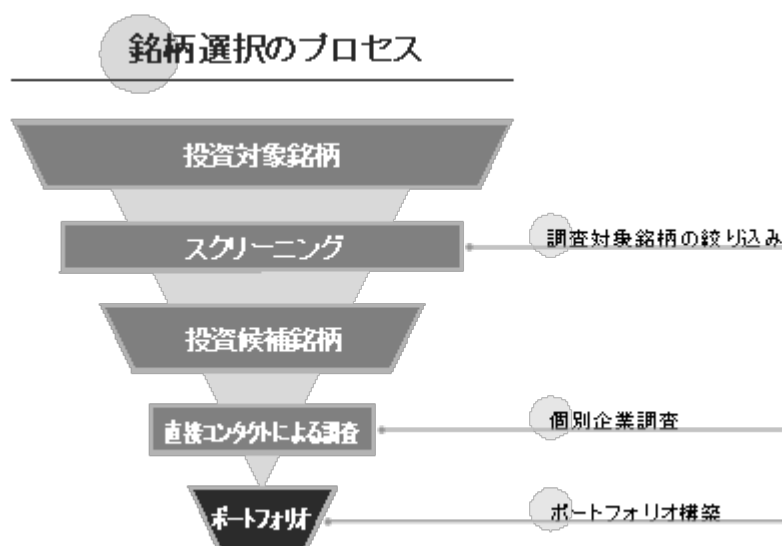 銘柄選択のプロセス
投資対象銘柄
スクリーニング
調査対象銘柄の絞り込み
投資候補銘柄
直接コンタクトによる調査
個別企業調査
ポートフォリオ
ポートフォリオ構築